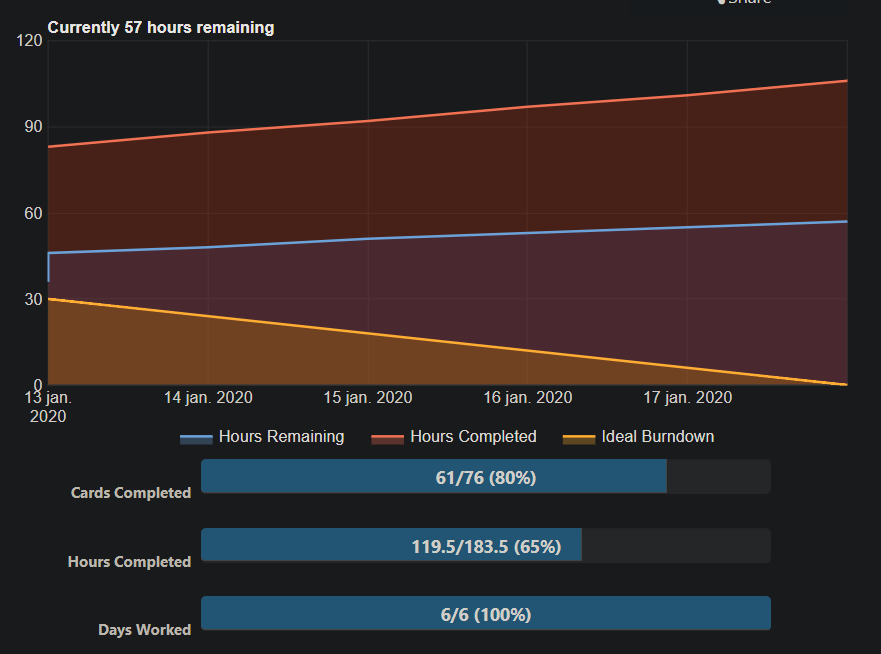 Share
Currently 57 hours remaining
120
90
60
30
0
13 jan. 2020
14 jan. 2020
15 jan. 2020
16 jan. 2020
17 jan. 2020
Hours Remaining
Hours Completed
Ideal Burndown
Cards Completed
61/76 (80%)
Hours Completed
119.5/183.5 (65%)
Days Worked
6/6 (100%)